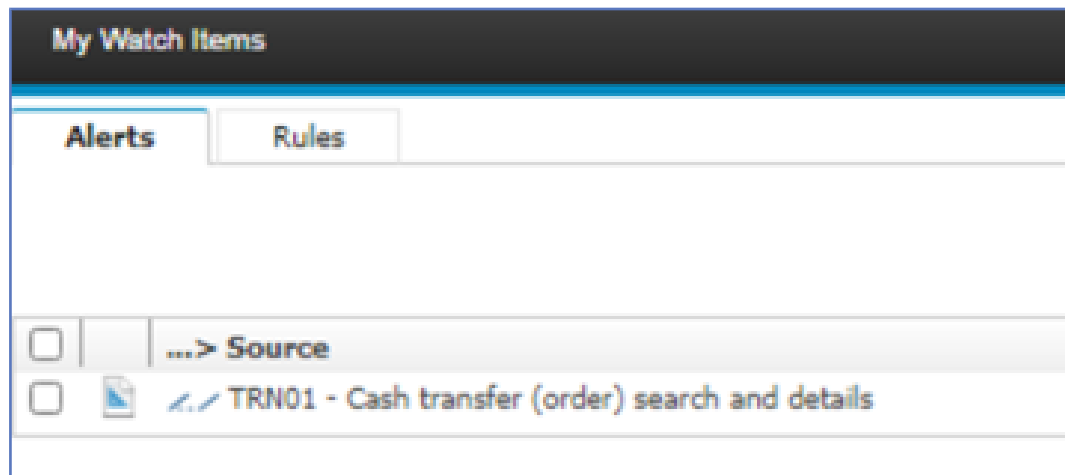 My Watch Items
Alerts Rules
...> Source
TRN01 - Cash transfer (order) search and details